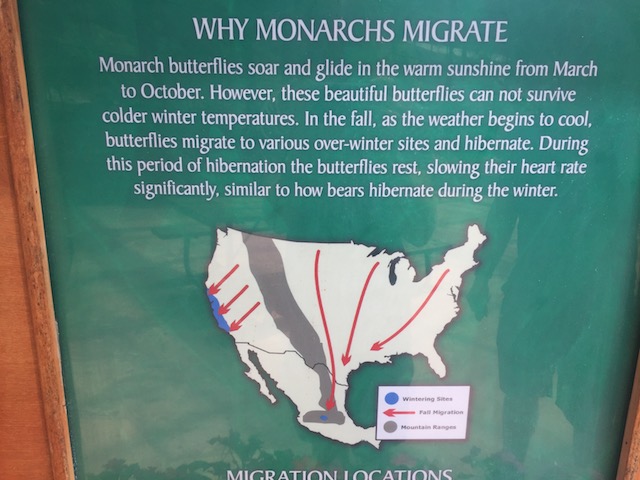 WHY MONARCHS MIGRATE
Monarch butterflies soar and glide in the warm sunshine from March
to October. However, these beautiful butterflies can not survive
colder winter temperatures. In the fall, as the weather begins to cool,
butterflies migrate to various over-winter sites and hibernate. During
this period of hibernation the butterflies rest, slowing their heart rate
significantly, similar to how bears hibernate during the winter.
Wintering Sites
Fall Migration
Mountain Ranges
MIGRATION LOCATIONS